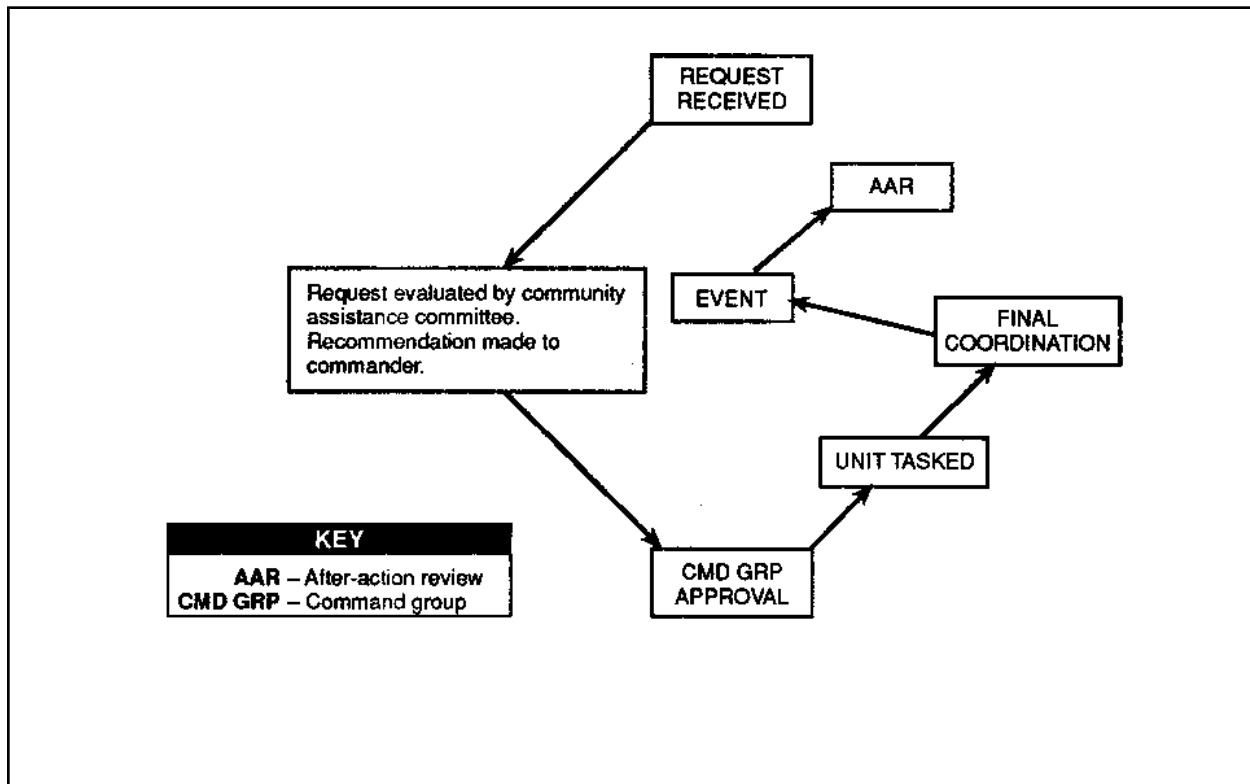 REQUEST
RECEIVED
AAR
Request evaluated by community
assistance committee.
Recommendation made to
commander.
EVENT
FINAL
COORDINATION
UNIT TASKED
KEY
AAR – After-action review
CMD GRP – Command group
CMD GRP
APPROVAL